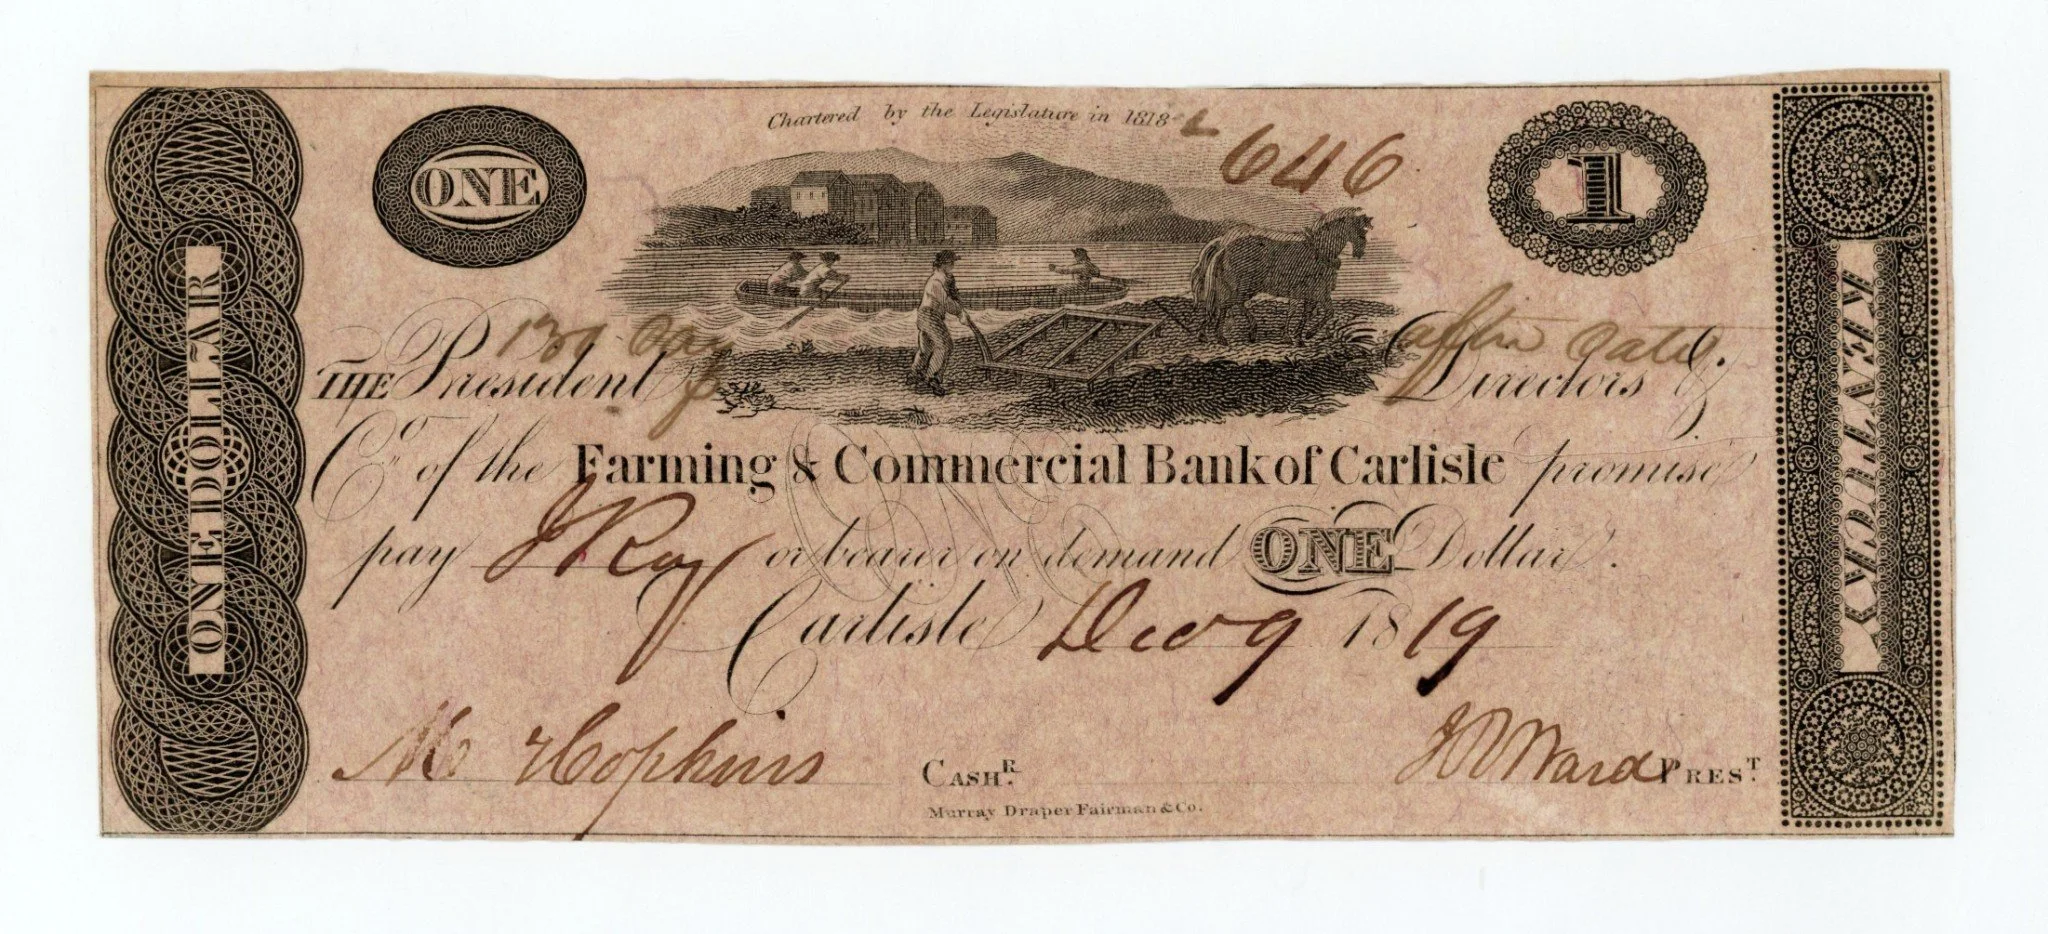 Chartered by the Legislature in 1818
646
ONE
1
ONE DOLLAR
KENTUCKY
after date
THE President Directors &
Co. of the Farming & Commercial Bank of Carlisle promise
pay J Ray or bearer on demand ONE Dollar.
Carlisle Dec 9 1819
M Hopkins CASHR. J R Ward PREST.
Murray Draper Fairman & Co.